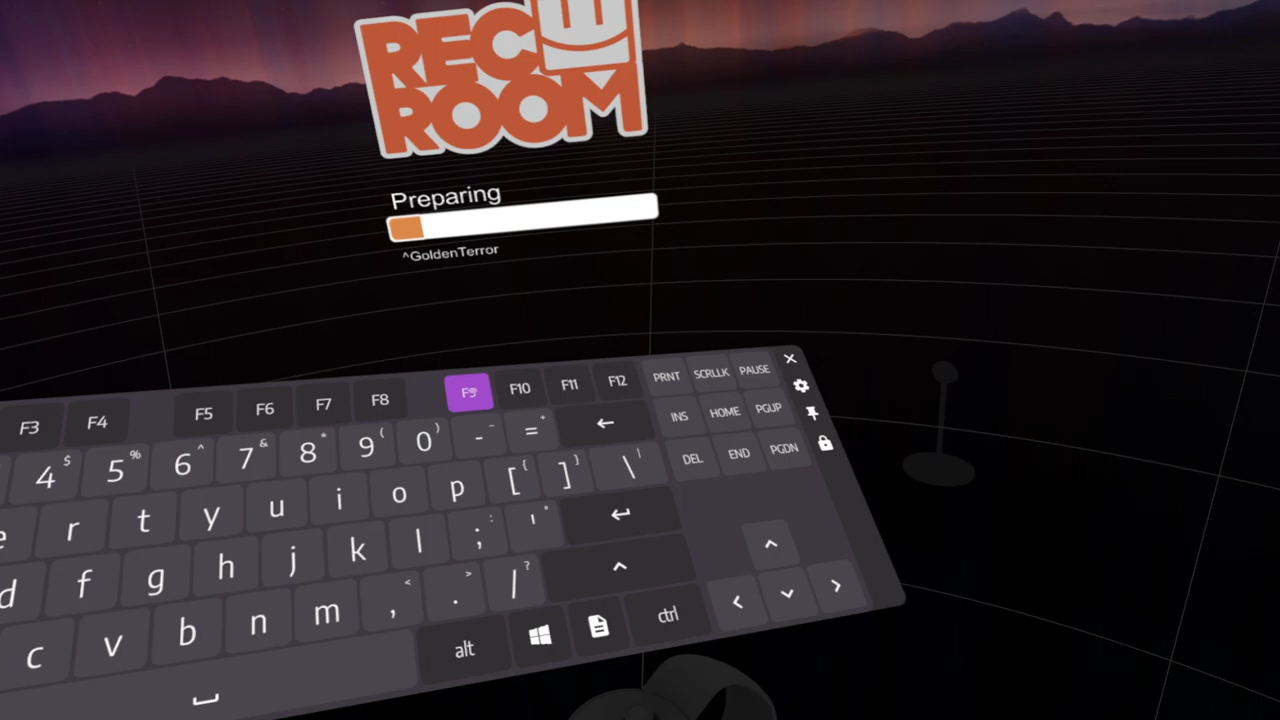 REC
ROOM
Preparing
^GoldenTerror
F3 F4 F5 F6 F7 F8 F9 F10 F11 F12 PRNT SCRLLK PAUSE
4 $ 5 % 6 ^ 7 & 8 * 9 ( 0 ) - = + ← INS HOME PGUP
e r t y u i o p [ { ] } \ | DEL END PGDN
d f g h j k l ; : ' " ↵
c v b n m , < . > / ? ^ ^
alt ctrl < ⌄ >